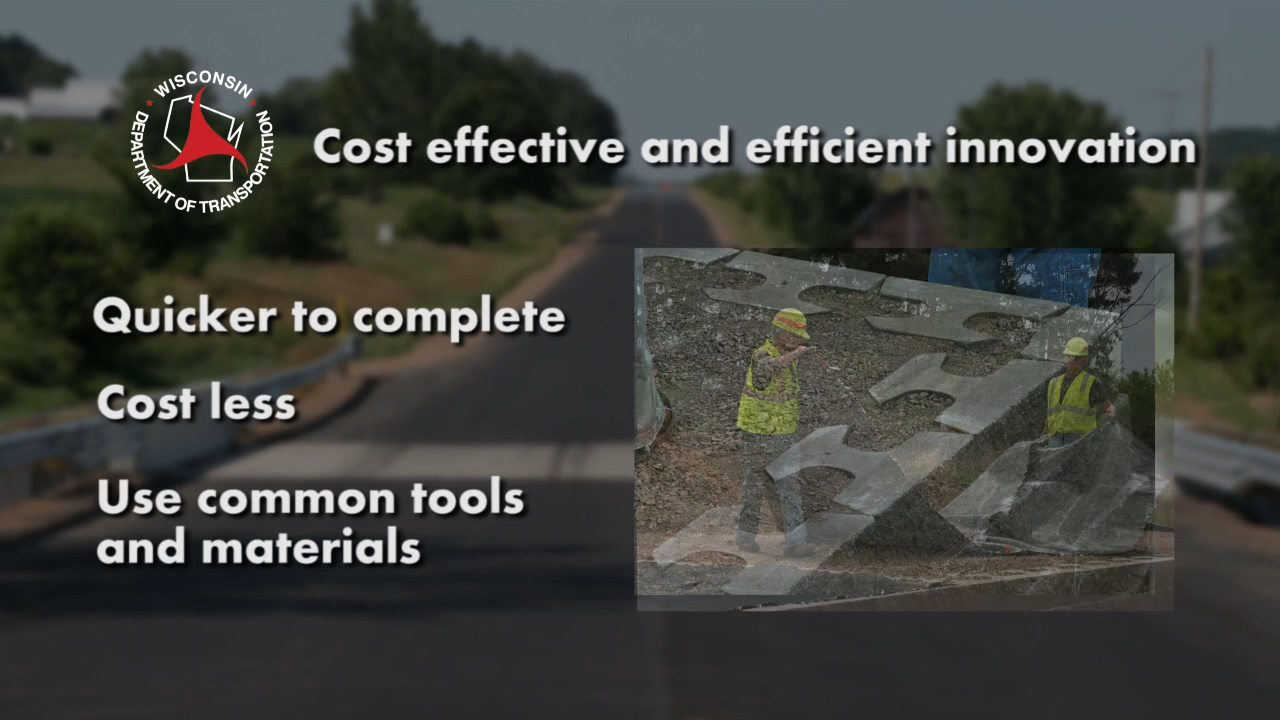 WISCONSIN
DEPARTMENT OF TRANSPORTATION
Cost effective and efficient innovation
Quicker to complete
Cost less
Use common tools
and materials